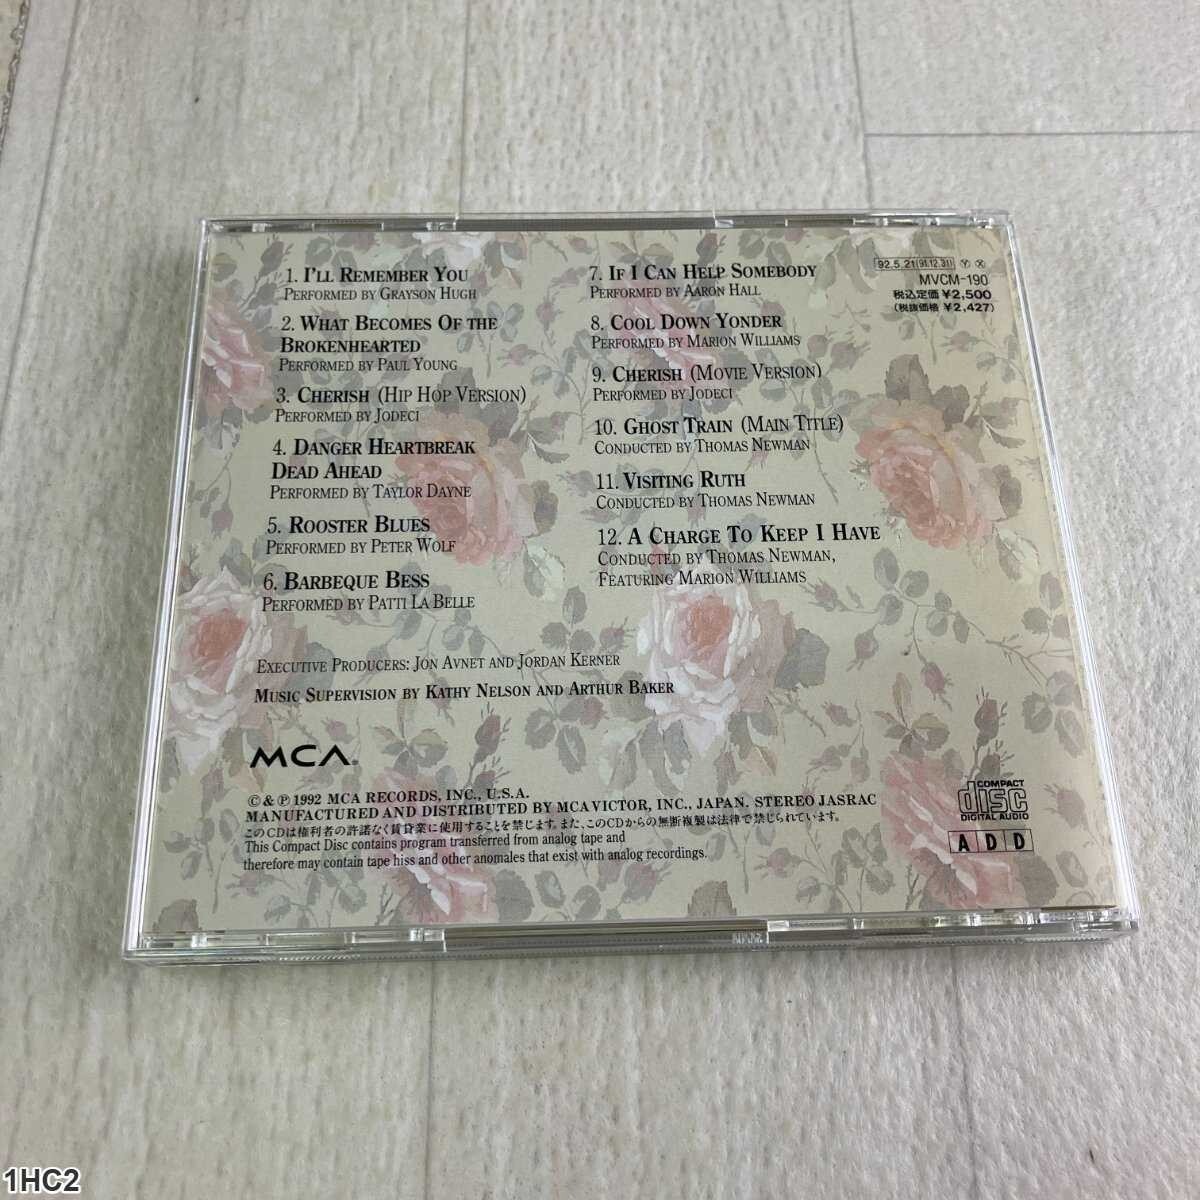 1. I'll Remember You
Performed by Grayson Hugh
2. What Becomes Of the
Brokenhearted
Performed by Paul Young
3. Cherish (Hip Hop Version)
Performed by Jodeci
4. Danger Heartbreak
Dead Ahead
Performed by Taylor Dayne
5. Rooster Blues
Performed by Peter Wolf
6. Barbeque Bess
Performed by Patti La Belle
7. If I Can Help Somebody
Performed by Aaron Hall
8. Cool Down Yonder
Performed by Marion Williams
9. Cherish (Movie Version)
Performed by Jodeci
10. Ghost Train (Main Title)
Conducted by Thomas Newman
11. Visiting Ruth
Conducted by Thomas Newman
12. A Charge To Keep I Have
Conducted by Thomas Newman,
Featuring Marion Williams
92.5.21(91.12.31)
MVCM-190
税込定価 ¥2,500
(税抜価格 ¥2,427)
Executive Producers: Jon Avnet and Jordan Kerner
Music Supervision by Kathy Nelson and Arthur Baker
MCA
© & ℗ 1992 MCA RECORDS, INC., U.S.A.
MANUFACTURED AND DISTRIBUTED BY MCA VICTOR, INC., JAPAN. STEREO JASRAC
このCDは権利者の許諾なく賃貸業に使用することを禁じます。また、このCDからの無断複製は法律で禁じられています。
This Compact Disc contains program transferred from analog tape and
therefore may contain tape hiss and other anomales that exist with analog recordings.
COMPACT
disc
DIGITAL AUDIO
A D D
1HC2